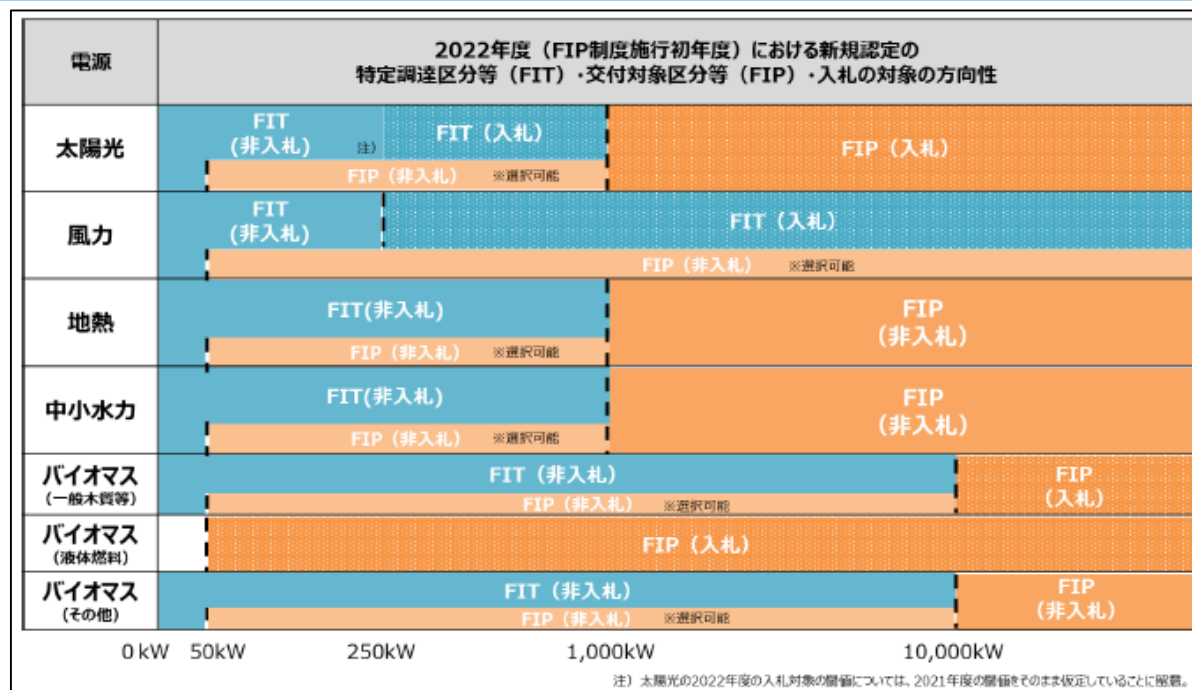 電源
2022年度（FIP制度施行初年度）における新規認定の
特定調達区分等（FIT）・交付対象区分等（FIP）・入札の対象の方向性
太陽光
FIT
(非入札)
注）
FIT（入札）
FIP（入札）
FIP（非入札） ※選択可能
風力
FIT
(非入札)
FIT（入札）
FIP（非入札） ※選択可能
地熱
FIT(非入札)
FIP
（非入札）
FIP（非入札） ※選択可能
中小水力
FIT(非入札)
FIP
（非入札）
FIP（非入札） ※選択可能
バイオマス
（一般木質等）
FIT（非入札）
FIP
（入札）
FIP（非入札） ※選択可能
バイオマス
（液体燃料）
FIP（入札）
バイオマス
（その他）
FIT（非入札）
FIP
（非入札）
FIP（非入札） ※選択可能
0 kW 50kW 250kW 1,000kW 10,000kW
注）太陽光の2022年度の入札対象の閾値については、2021年度の閾値をそのまま仮定していることに留意。